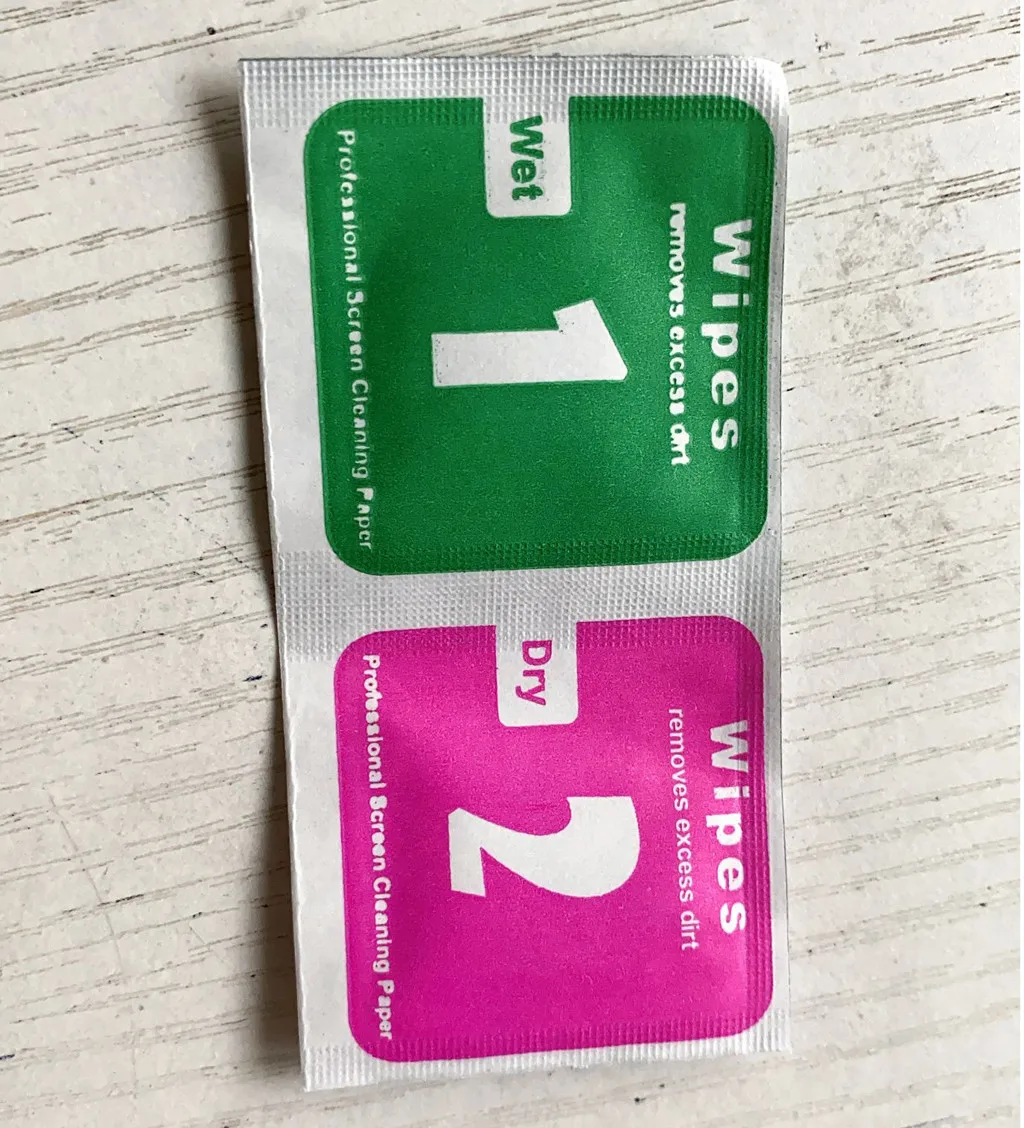 Wipes
removes excess dirt
1
Wet
Professional Screen Cleaning Paper
Wipes
removes excess dirt
2
Dry
Professional Screen Cleaning Paper